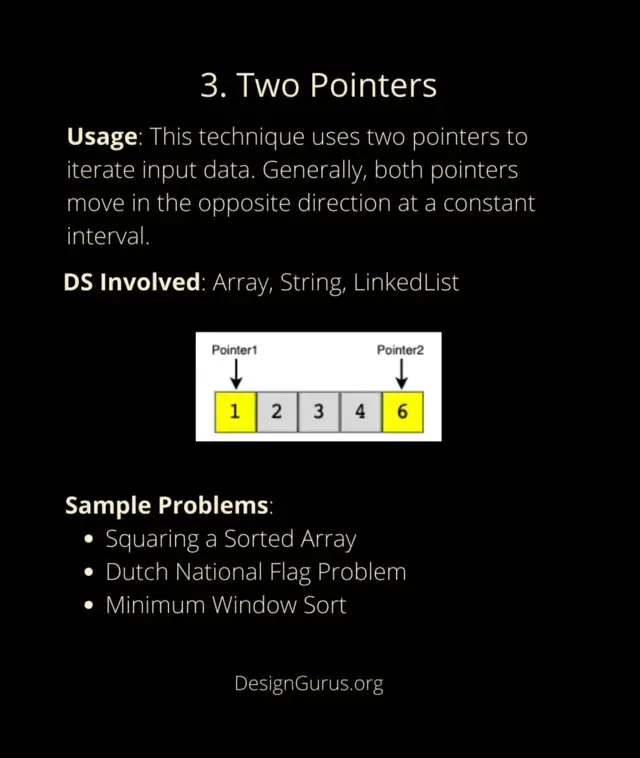 3. Two Pointers
Usage: This technique uses two pointers to
iterate input data. Generally, both pointers
move in the opposite direction at a constant
interval.
DS Involved: Array, String, LinkedList
Pointer1 Pointer2
1 2 3 4 6
Sample Problems:
• Squaring a Sorted Array
• Dutch National Flag Problem
• Minimum Window Sort
DesignGurus.org